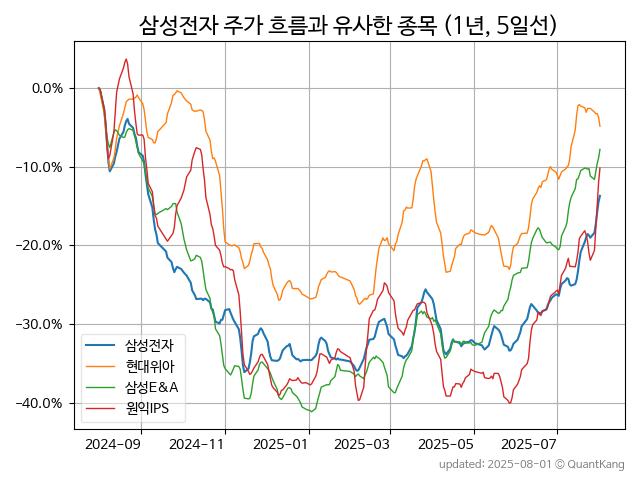 삼성전자 주가 흐름과 유사한 종목 (1년, 5일선)
0.0%
-10.0%
-20.0%
-30.0%
-40.0%
삼성전자
현대위아
삼성E&A
원익IPS
2024-09 2024-11 2025-01 2025-03 2025-05 2025-07
updated: 2025-08-01 © QuantKang